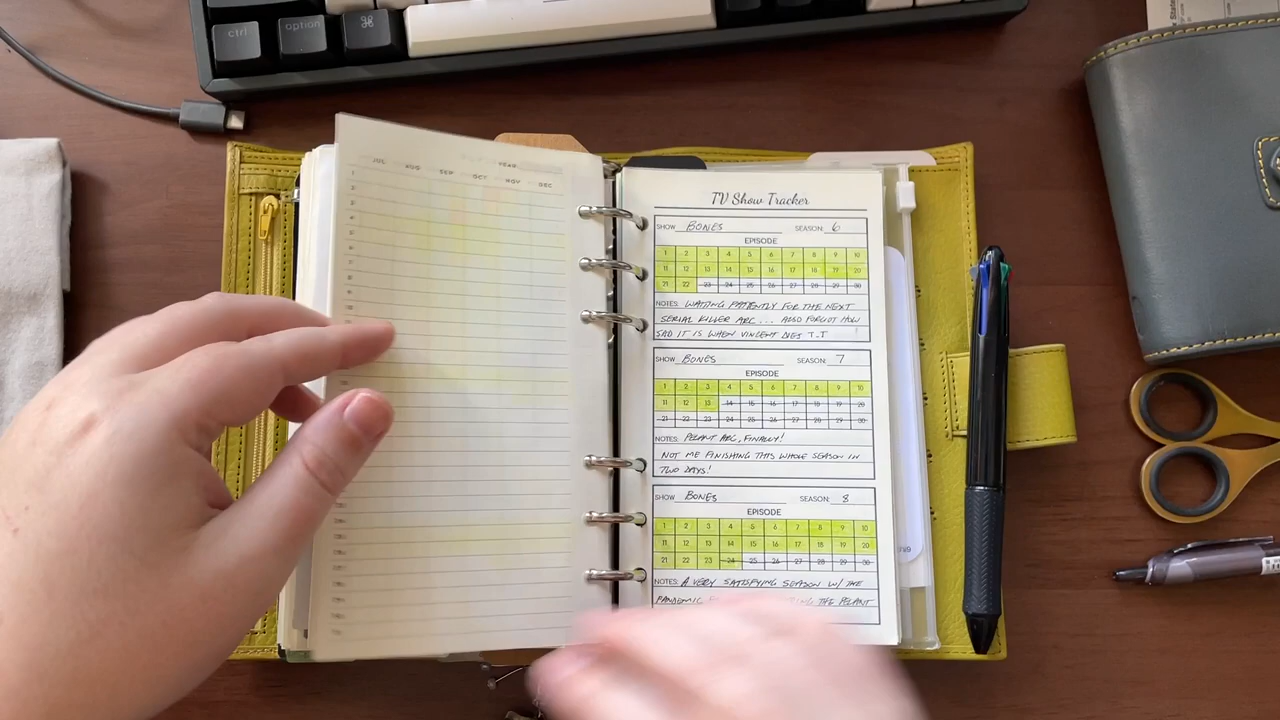 ctrl
option
⌘
YEAR
JUL AUG SEP OCT NOV DEC
TV Show Tracker
SHOW BONES SEASON: 6
EPISODE
1 2 3 4 5 6 7 8 9 10
11 12 13 14 15 16 17 18 19 20
21 22 23 24 25 26 27 28 29 30
NOTES: WAITING PATIENTLY FOR THE NEXT
SERIAL KILLER ARC... ALSO FORGOT HOW
SAD IT IS WHEN VINCENT DIES T.T
SHOW BONES SEASON: 7
EPISODE
1 2 3 4 5 6 7 8 9 10
11 12 13 14 15 16 17 18 19 20
21 22 23 24 25 26 27 28 29 30
NOTES: PELANT ARC, FINALLY!
NOT ME FINISHING THIS WHOLE SEASON IN
TWO DAYS!
SHOW BONES SEASON: 8
EPISODE
1 2 3 4 5 6 7 8 9 10
11 12 13 14 15 16 17 18 19 20
21 22 23 24 25 26 27 28 29 30
NOTES: A VERY SATISFYING SEASON W/ THE
PANDEMIC THE PELANT